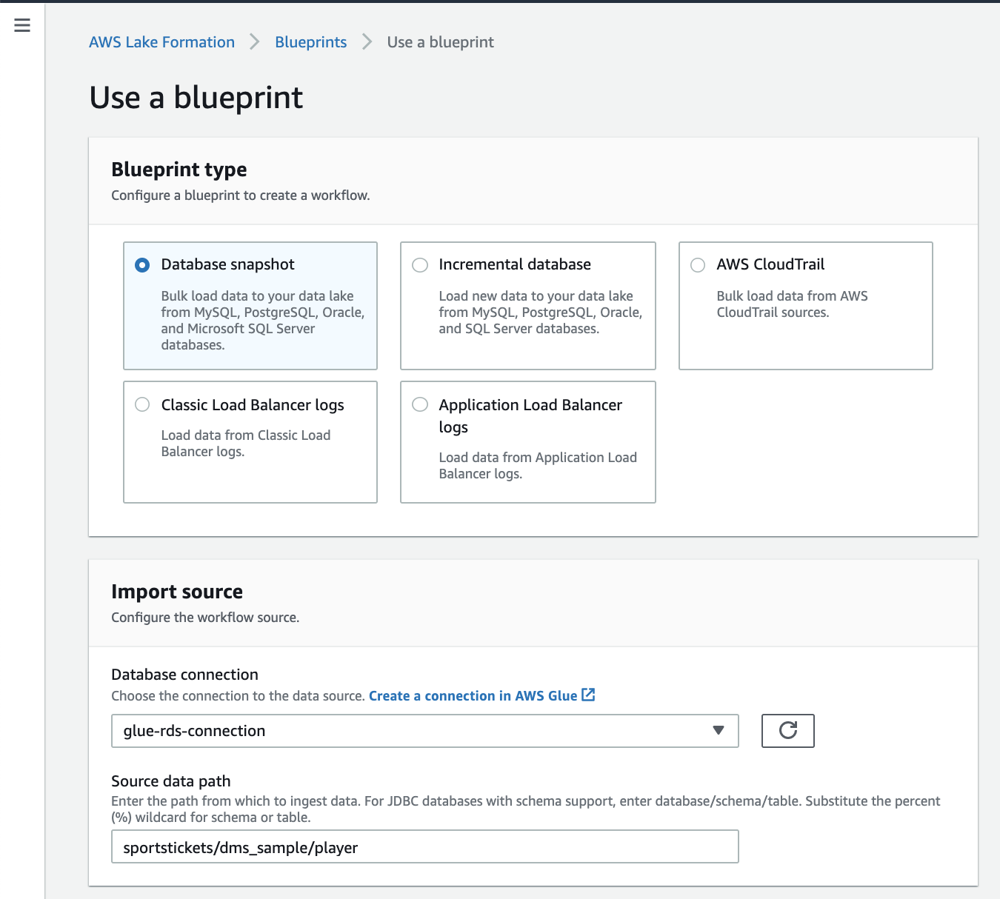 AWS Lake Formation > Blueprints > Use a blueprint
Use a blueprint
Blueprint type
Configure a blueprint to create a workflow.
Database snapshot
Bulk load data to your data lake
from MySQL, PostgreSQL, Oracle,
and Microsoft SQL Server
databases.
Incremental database
Load new data to your data lake
from MySQL, PostgreSQL, Oracle,
and SQL Server databases.
AWS CloudTrail
Bulk load data from AWS
CloudTrail sources.
Classic Load Balancer logs
Load data from Classic Load
Balancer logs.
Application Load Balancer
logs
Load data from Application Load
Balancer logs.
Import source
Configure the workflow source.
Database connection
Choose the connection to the data source. Create a connection in AWS Glue
glue-rds-connection
Source data path
Enter the path from which to ingest data. For JDBC databases with schema support, enter database/schema/table. Substitute the percent
(%) wildcard for schema or table.
sportstickets/dms_sample/player